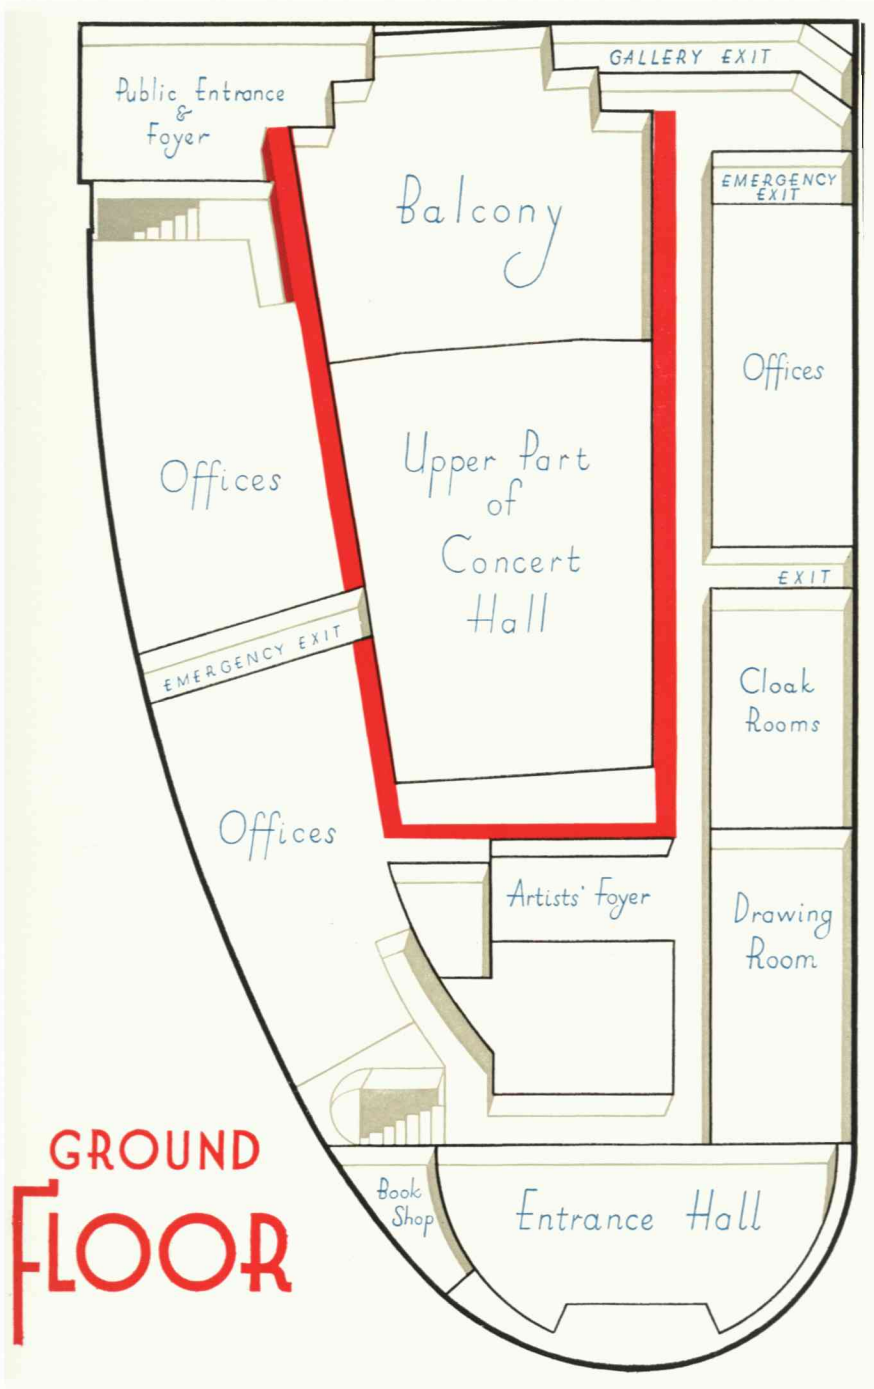 GALLERY EXIT
Public Entrance
&
Foyer
EMERGENCY
EXIT
Balcony
Offices
Upper Part
of
Concert
Hall
Offices
EXIT
EMERGENCY EXIT
Cloak
Rooms
Offices
Artists' Foyer
Drawing
Room
GROUND
FLOOR
Book
Shop
Entrance Hall